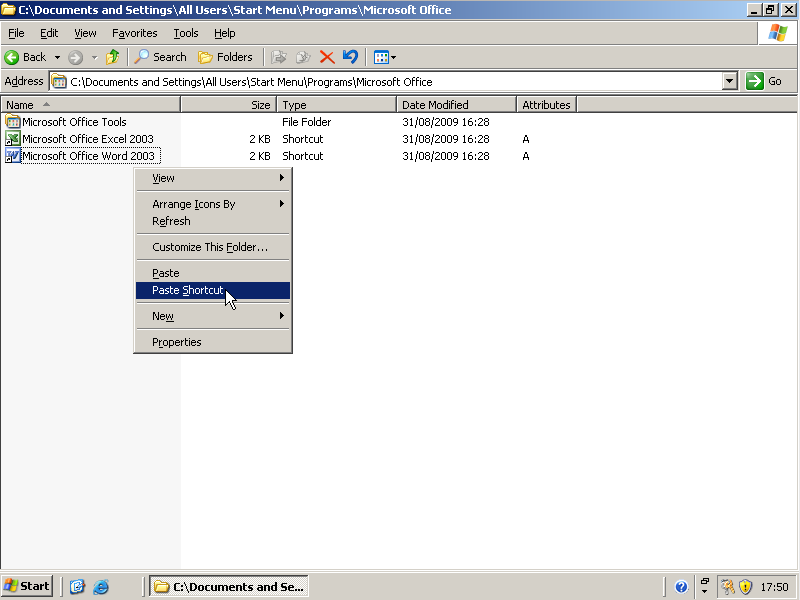 C:\Documents and Settings\All Users\Start Menu\Programs\Microsoft Office
File Edit View Favorites Tools Help
Back Search Folders
Address C:\Documents and Settings\All Users\Start Menu\Programs\Microsoft Office Go
Name Size Type Date Modified Attributes
Microsoft Office Tools File Folder 31/08/2009 16:28
Microsoft Office Excel 2003 2 KB Shortcut 31/08/2009 16:28 A
Microsoft Office Word 2003 2 KB Shortcut 31/08/2009 16:28 A
View
Arrange Icons By
Refresh
Customize This Folder...
Paste
Paste Shortcut
New
Properties
Start C:\Documents and Se... 17:50